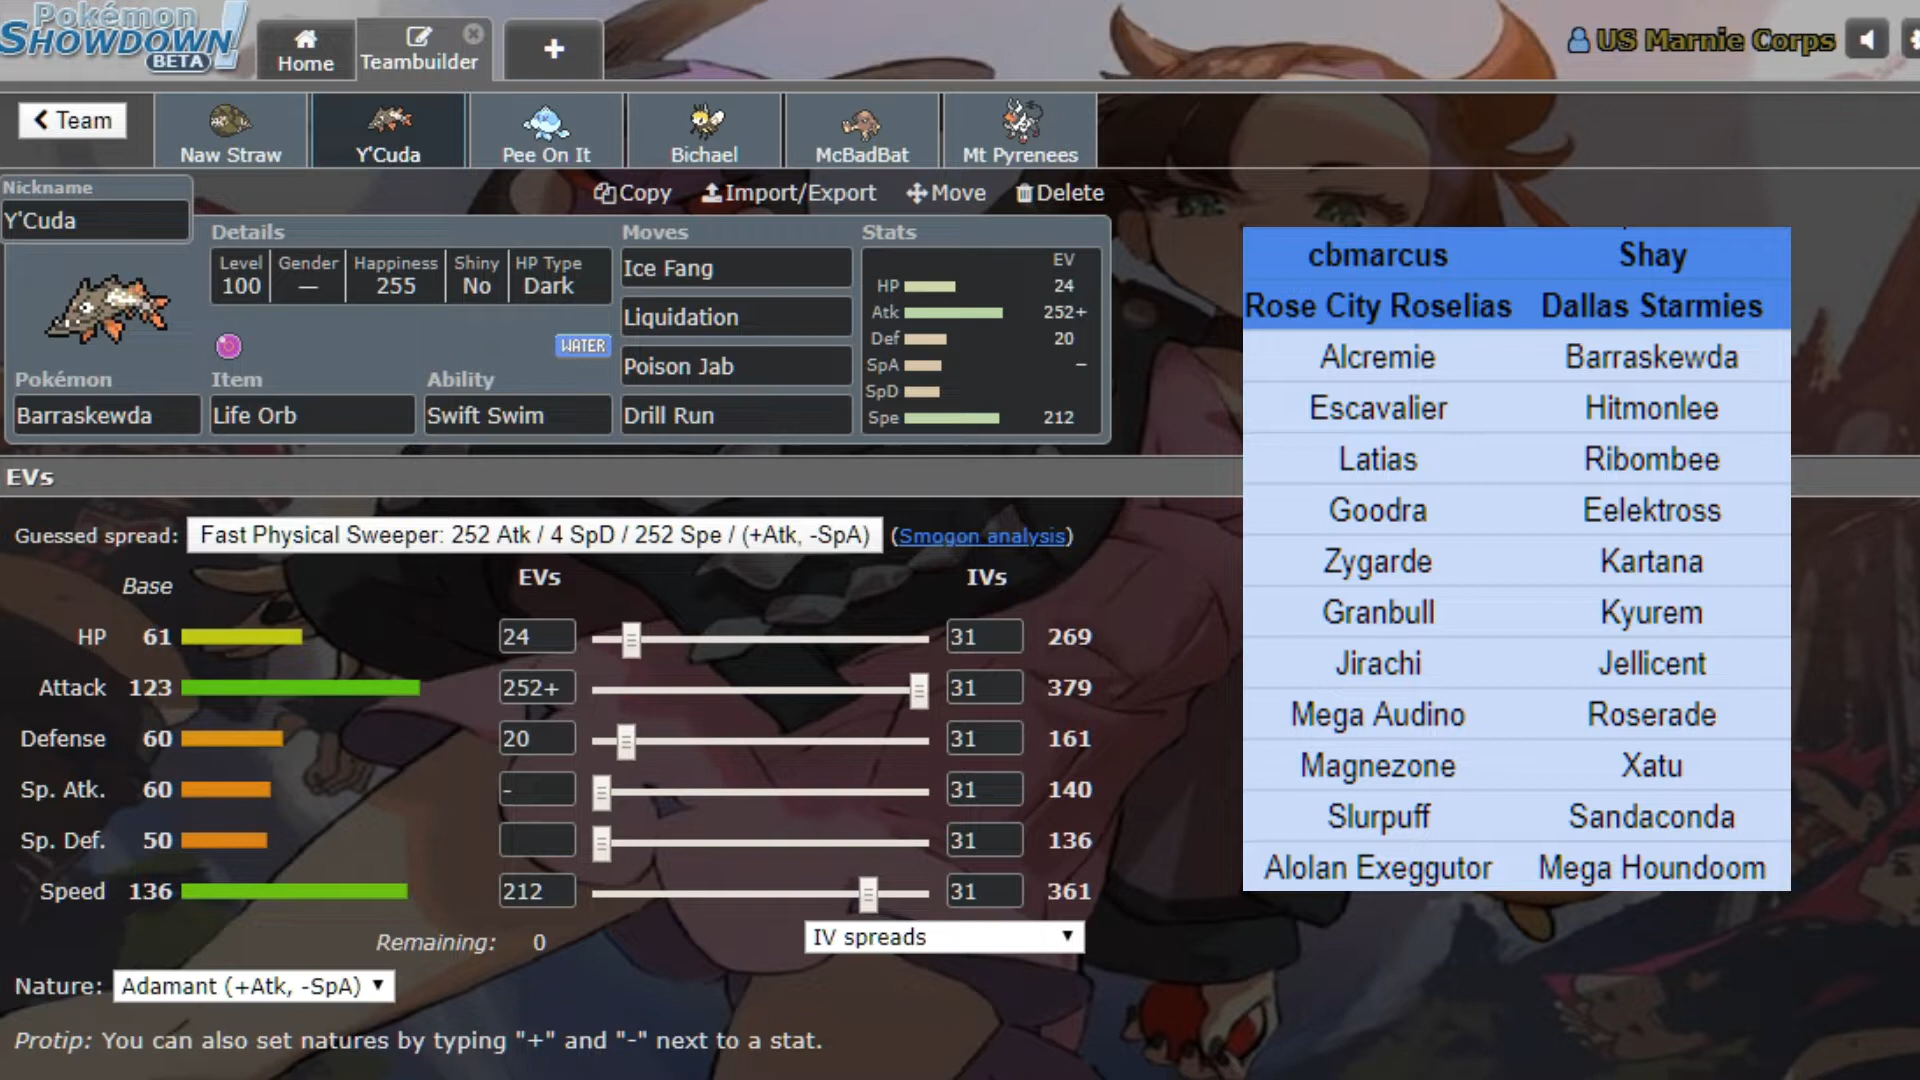 Pokémon
SHOWDOWN!
BETA
Home
Teambuilder
+
US Marnie Corps
Team
Naw Straw
Y'Cuda
Pee On It
Bichael
McBadBat
Mt Pyrenees
Nickname
Y'Cuda
Copy
Import/Export
Move
Delete
Details
Level
100
Gender
—
Happiness
255
Shiny
No
HP Type
Dark
WATER
Pokémon
Barraskewda
Item
Life Orb
Ability
Swift Swim
Moves
Ice Fang
Liquidation
Poison Jab
Drill Run
Stats
EV
HP 24
Atk 252+
Def 20
SpA –
SpD
Spe 212
EVs
Guessed spread: Fast Physical Sweeper: 252 Atk / 4 SpD / 252 Spe / (+Atk, -SpA) (Smogon analysis)
Base EVs IVs
HP 61 24 31 269
Attack 123 252+ 31 379
Defense 60 20 31 161
Sp. Atk. 60 - 31 140
Sp. Def. 50 31 136
Speed 136 212 31 361
Remaining: 0
IV spreads
Nature: Adamant (+Atk, -SpA)
Protip: You can also set natures by typing "+" and "-" next to a stat.
cbmarcus Shay
Rose City Roselias Dallas Starmies
Alcremie Barraskewda
Escavalier Hitmonlee
Latias Ribombee
Goodra Eelektross
Zygarde Kartana
Granbull Kyurem
Jirachi Jellicent
Mega Audino Roserade
Magnezone Xatu
Slurpuff Sandaconda
Alolan Exeggutor Mega Houndoom